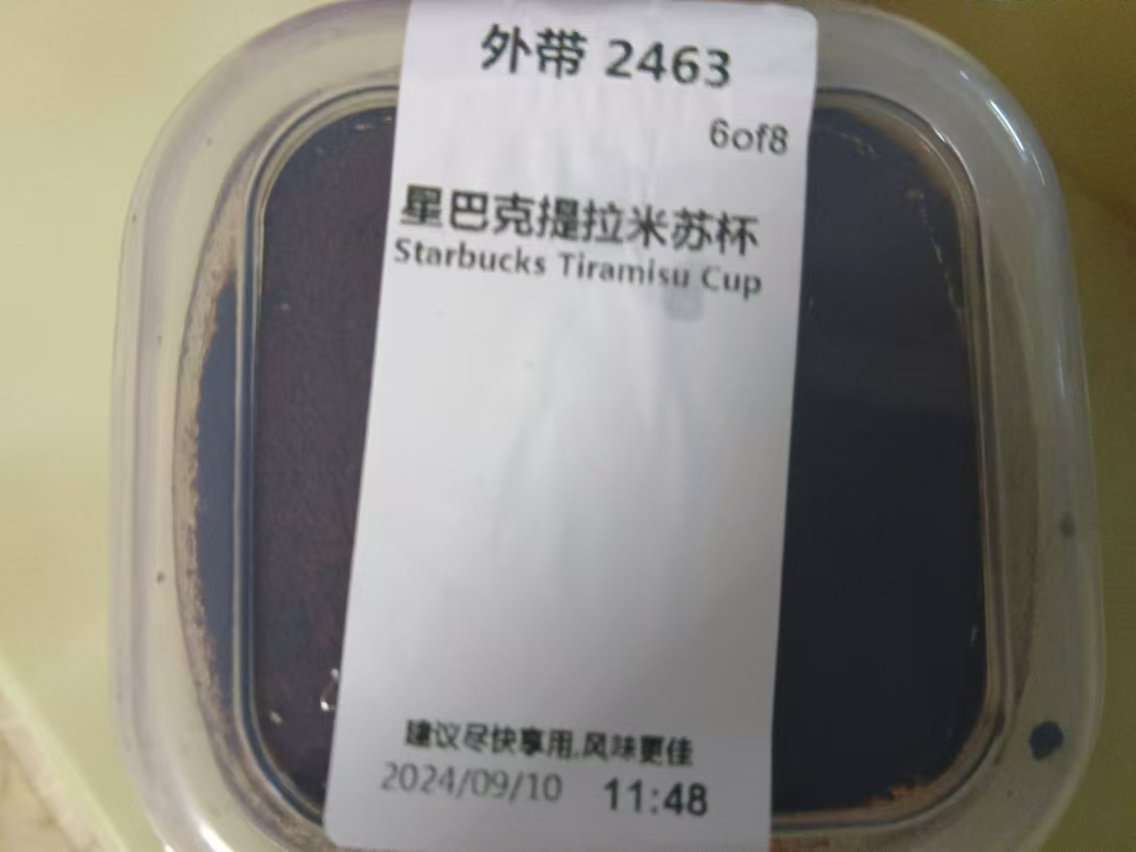 外带 2463
6of8
星巴克提拉米苏杯
Starbucks Tiramisu Cup
建议尽快享用,风味更佳
2024/09/10 11:48